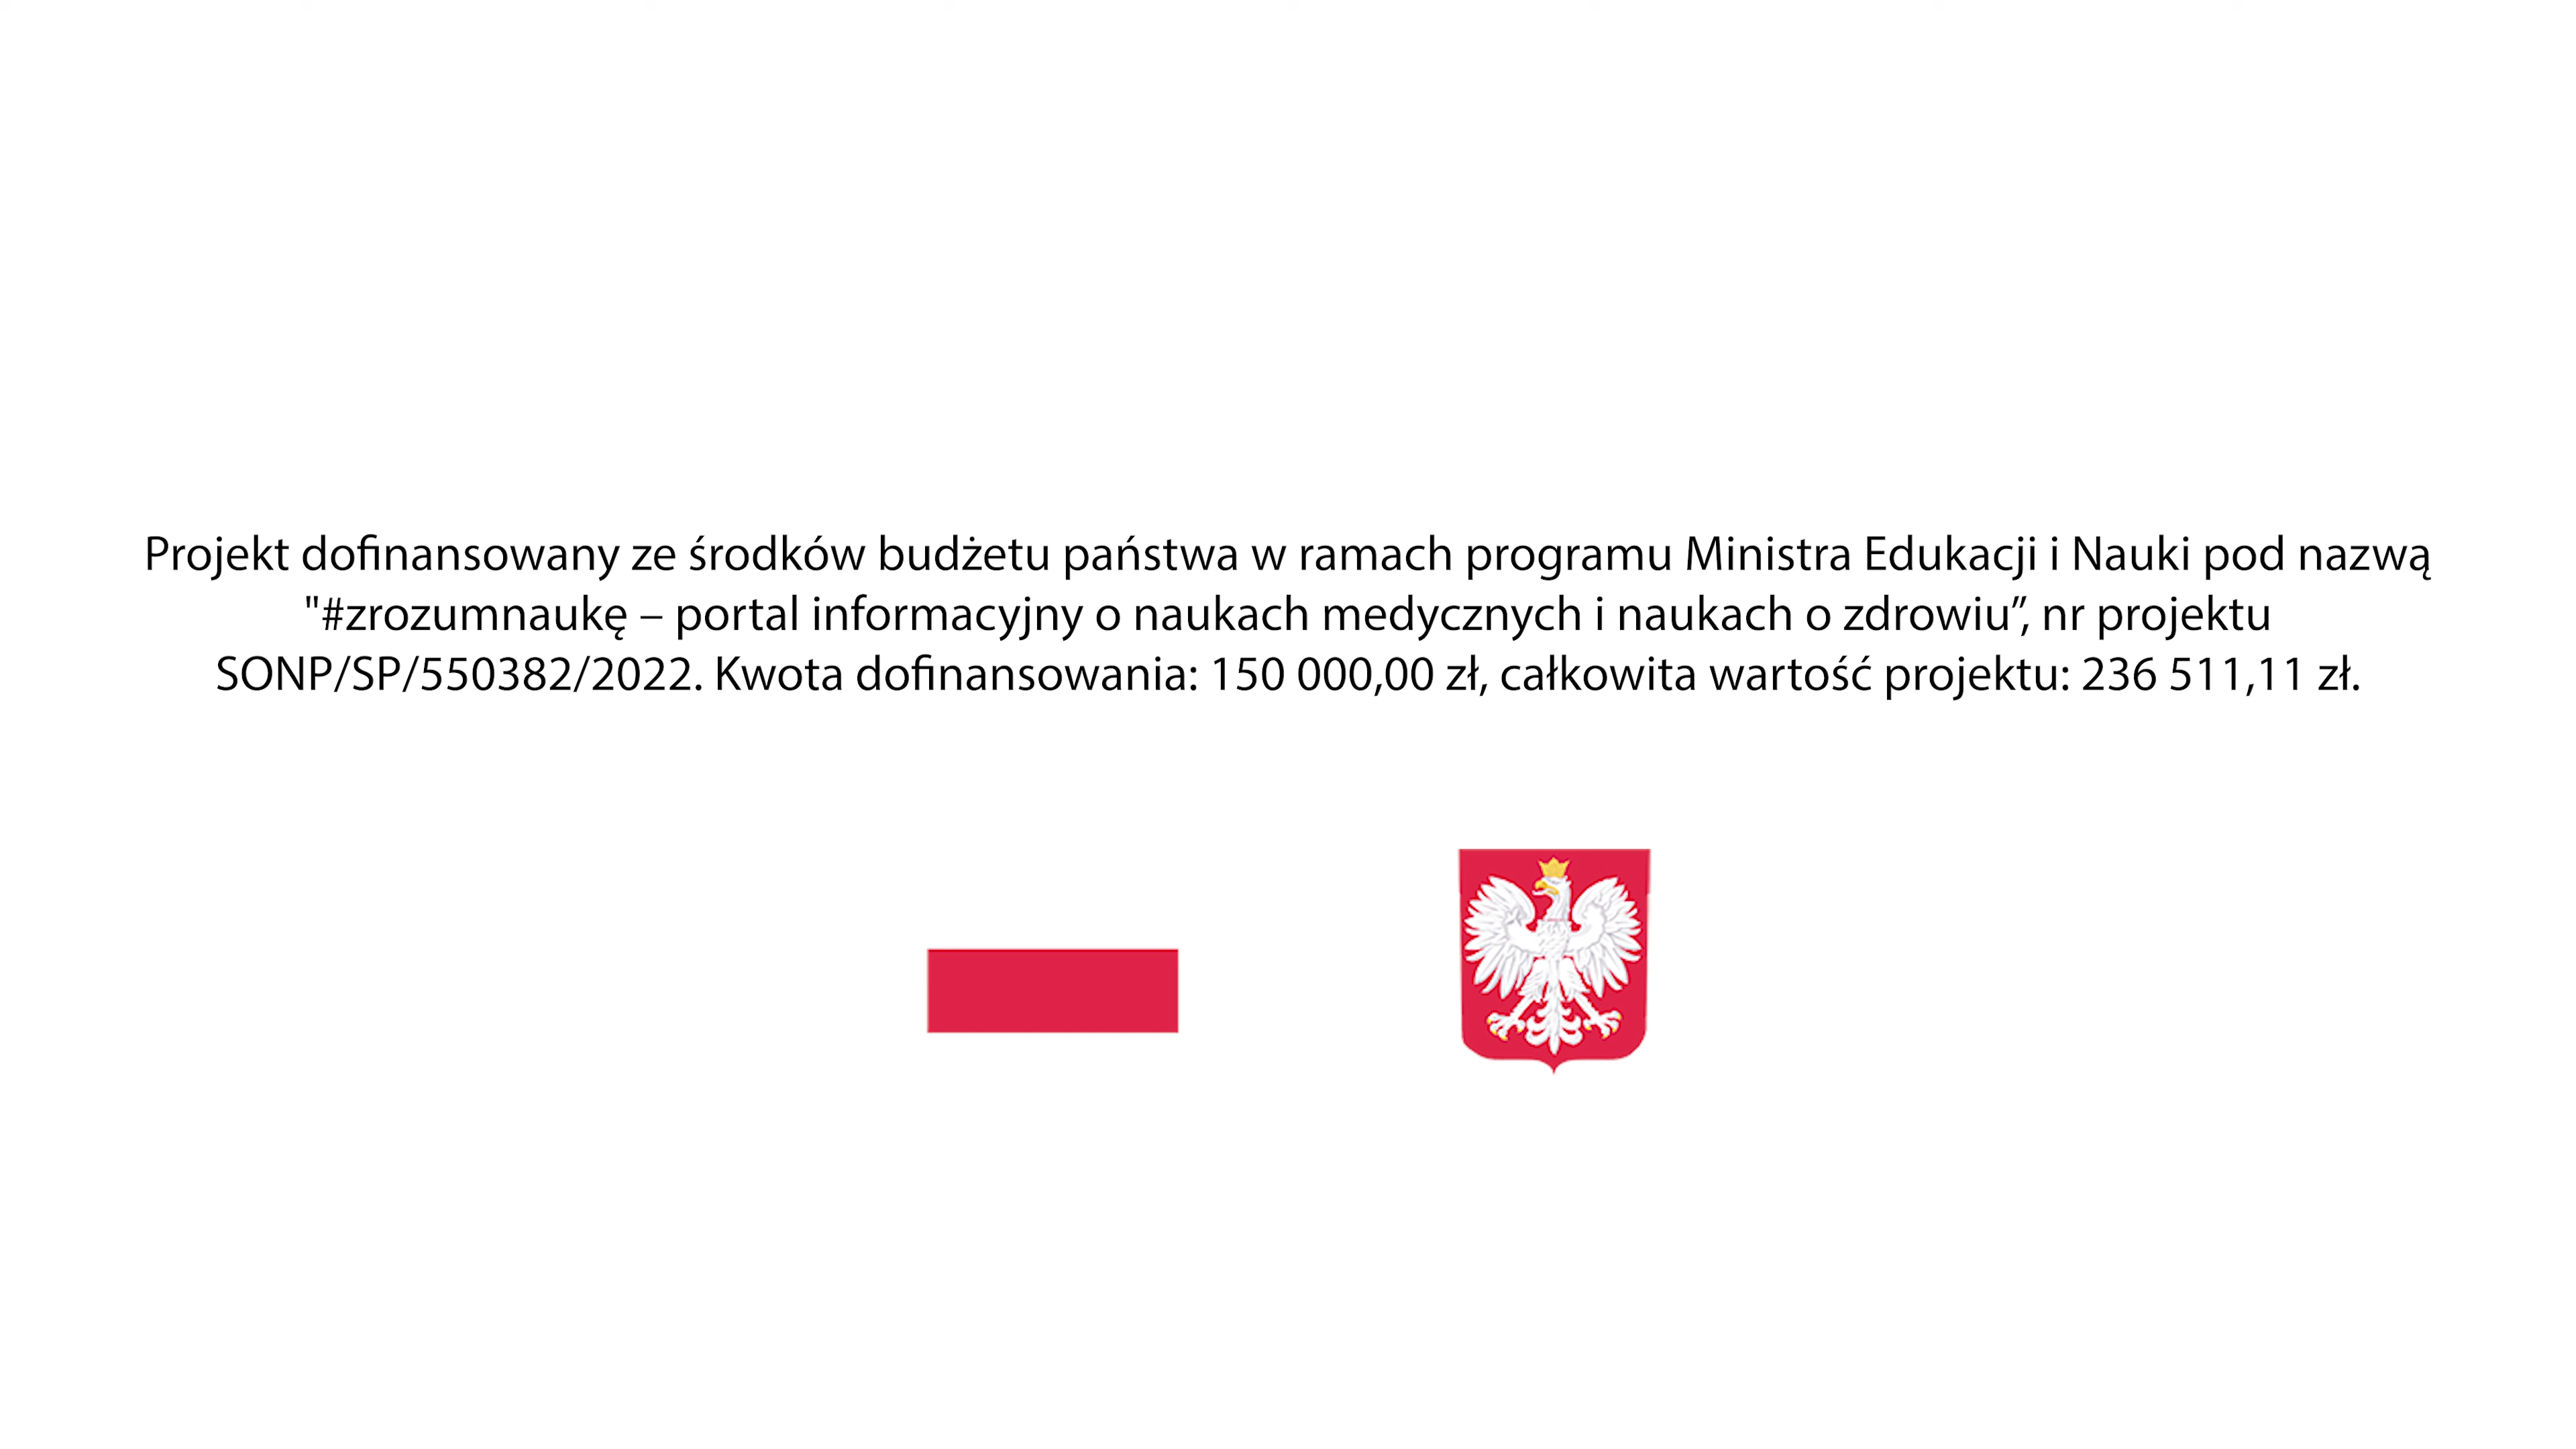 Projekt dofinansowany ze środków budżetu państwa w ramach programu Ministra Edukacji i Nauki pod nazwą
"#zrozumnaukę – portal informacyjny o naukach medycznych i naukach o zdrowiu”, nr projektu
SONP/SP/550382/2022. Kwota dofinansowania: 150 000,00 zł, całkowita wartość projektu: 236 511,11 zł.